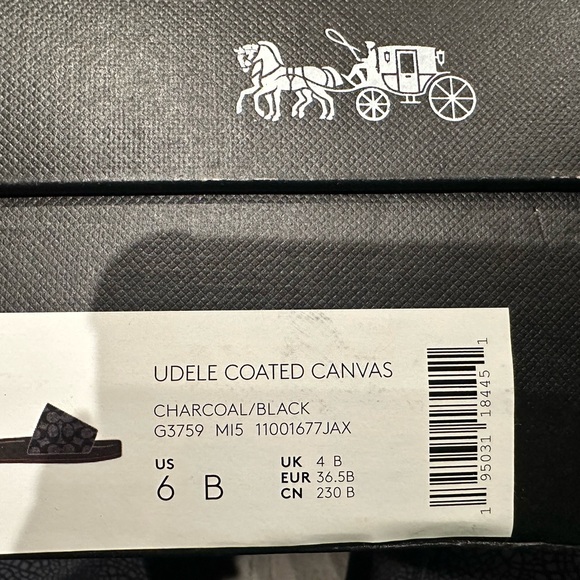 UDELE COATED CANVAS
CHARCOAL/BLACK
G3759 MI5 11001677JAX
US 6 B
UK 4 B
EUR 36.5B
CN 230 B
1 95031 18445 1